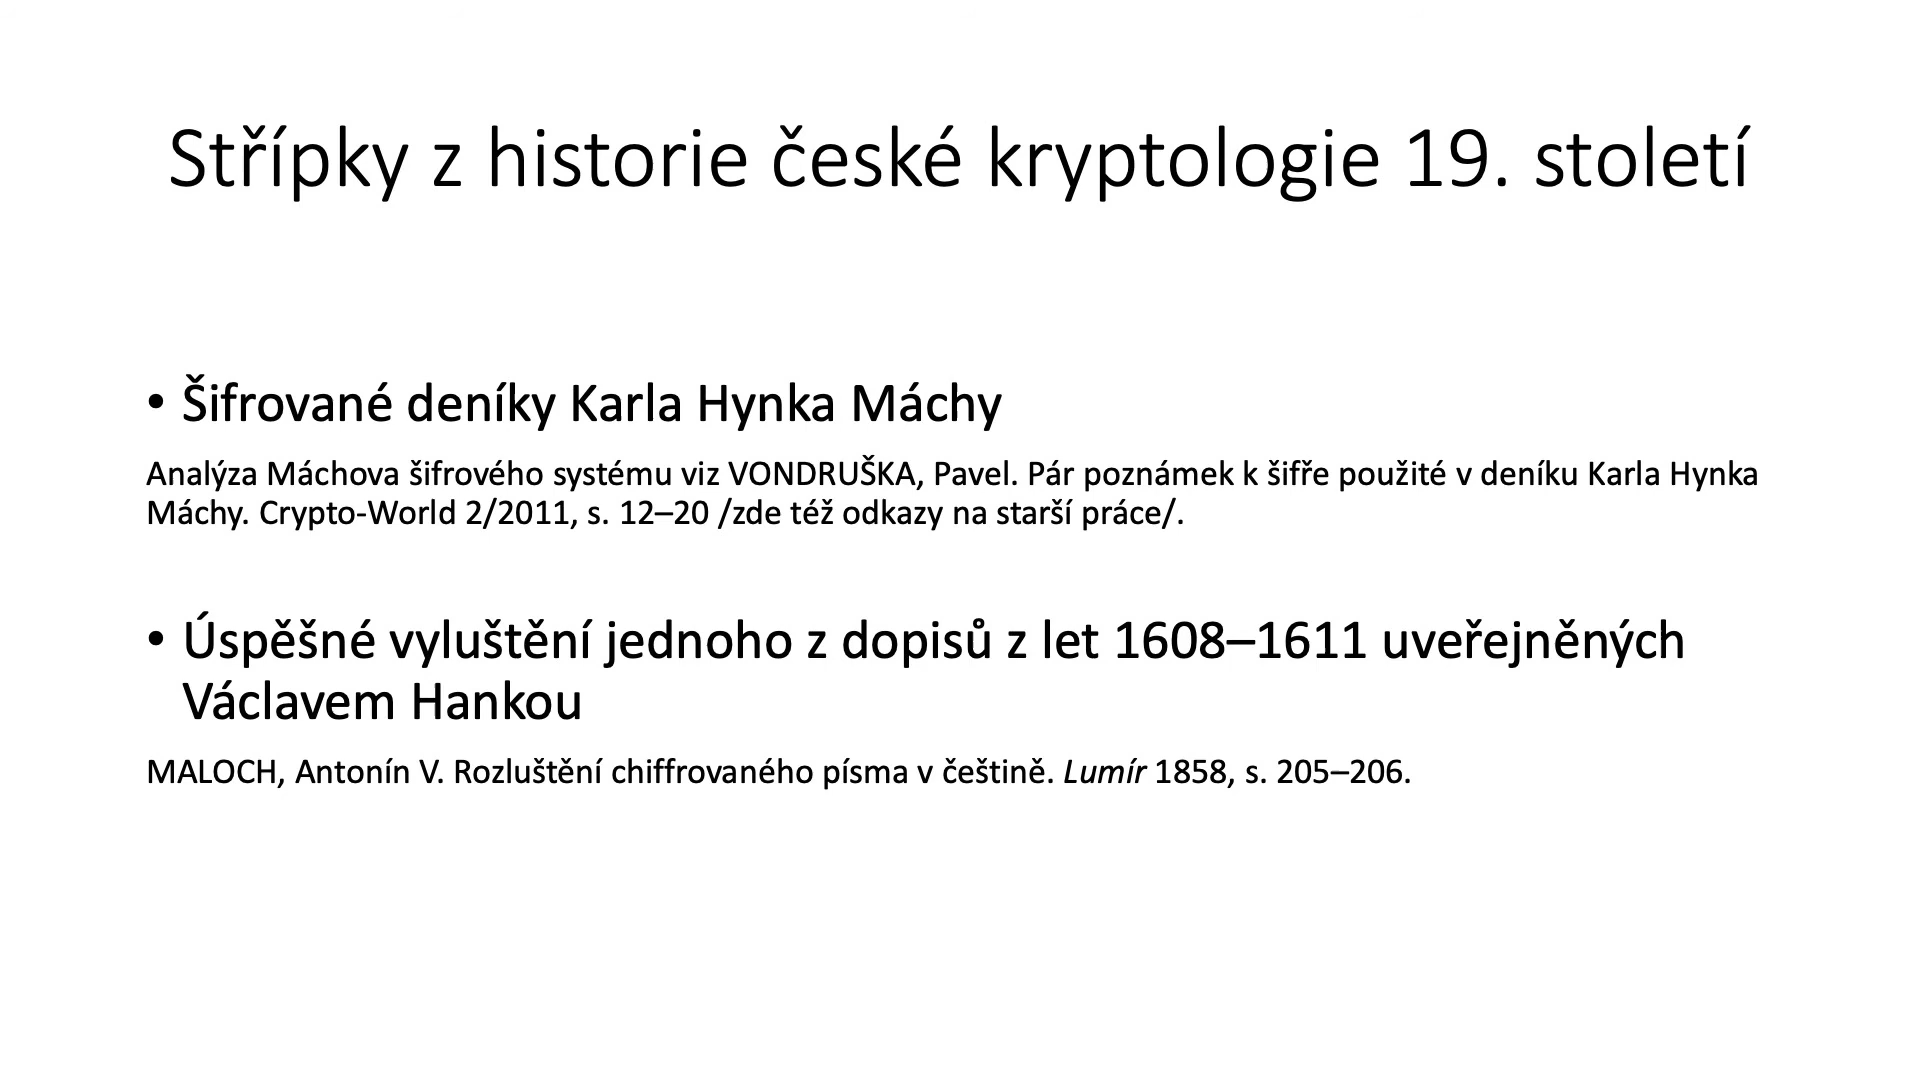 Střípky z historie české kryptologie 19. století
• Šifrované deníky Karla Hynka Máchy
Analýza Máchova šifrového systému viz VONDRUŠKA, Pavel. Pár poznámek k šifře použité v deníku Karla Hynka
Máchy. Crypto-World 2/2011, s. 12–20 /zde též odkazy na starší práce/.
• Úspěšné vyluštění jednoho z dopisů z let 1608–1611 uveřejněných
Václavem Hankou
MALOCH, Antonín V. Rozluštění chiffrovaného písma v češtině. Lumír 1858, s. 205–206.